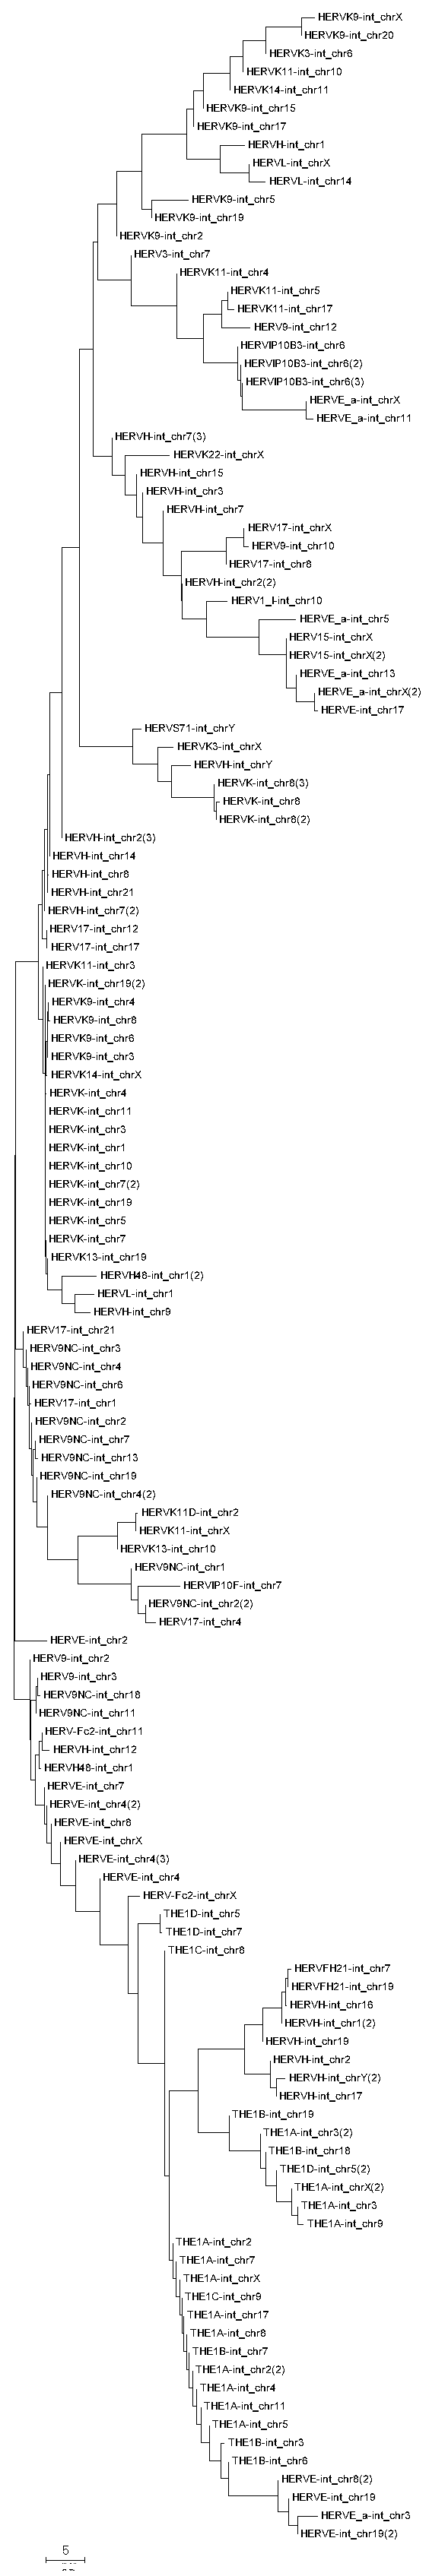 HERVK9-int_chrX
HERVK9-int_chr20
HERVK3-int_chr6
HERVK11-int_chr10
HERVK14-int_chr11
HERVK9-int_chr15
HERVK9-int_chr17
HERVH-int_chr1
HERVL-int_chrX
HERVL-int_chr14
HERVK9-int_chr5
HERVK9-int_chr19
HERVK9-int_chr2
HERV3-int_chr7
HERVK11-int_chr4
HERVK11-int_chr5
HERVK11-int_chr17
HERV9-int_chr12
HERVIP10B3-int_chr6
HERVIP10B3-int_chr6(2)
HERVIP10B3-int_chr6(3)
HERVE_a-int_chrX
HERVE_a-int_chr11
HERVH-int_chr7(3)
HERVK22-int_chrX
HERVH-int_chr15
HERVH-int_chr3
HERVH-int_chr7
HERV17-int_chrX
HERV9-int_chr10
HERV17-int_chr8
HERVH-int_chr2(2)
HERV1_I-int_chr10
HERVE_a-int_chr5
HERV15-int_chrX
HERV15-int_chrX(2)
HERVE_a-int_chr13
HERVE_a-int_chrX(2)
HERVE-int_chr17
HERVS71-int_chrY
HERVK3-int_chrX
HERVH-int_chrY
HERVK-int_chr8(3)
HERVK-int_chr8
HERVK-int_chr8(2)
HERVH-int_chr2(3)
HERVH-int_chr14
HERVH-int_chr8
HERVH-int_chr21
HERVH-int_chr7(2)
HERV17-int_chr12
HERV17-int_chr17
HERVK11-int_chr3
HERVK-int_chr19(2)
HERVK9-int_chr4
HERVK9-int_chr8
HERVK9-int_chr6
HERVK9-int_chr3
HERVK14-int_chrX
HERVK-int_chr4
HERVK-int_chr11
HERVK-int_chr3
HERVK-int_chr1
HERVK-int_chr10
HERVK-int_chr7(2)
HERVK-int_chr19
HERVK-int_chr5
HERVK-int_chr7
HERVK13-int_chr19
HERVH48-int_chr1(2)
HERVL-int_chr1
HERVH-int_chr9
HERV17-int_chr21
HERV9NC-int_chr3
HERV9NC-int_chr4
HERV9NC-int_chr6
HERV17-int_chr1
HERV9NC-int_chr2
HERV9NC-int_chr7
HERV9NC-int_chr13
HERV9NC-int_chr19
HERV9NC-int_chr4(2)
HERVK11D-int_chr2
HERVK11-int_chrX
HERVK13-int_chr10
HERV9NC-int_chr1
HERVIP10F-int_chr7
HERV9NC-int_chr2(2)
HERV17-int_chr4
HERVE-int_chr2
HERV9-int_chr2
HERV9-int_chr3
HERV9NC-int_chr18
HERV9NC-int_chr11
HERV-Fc2-int_chr11
HERVH-int_chr12
HERVH48-int_chr1
HERVE-int_chr7
HERVE-int_chr4(2)
HERVE-int_chr8
HERVE-int_chrX
HERVE-int_chr4(3)
HERVE-int_chr4
HERV-Fc2-int_chrX
THE1D-int_chr5
THE1D-int_chr7
THE1C-int_chr8
HERVFH21-int_chr7
HERVFH21-int_chr19
HERVH-int_chr16
HERVH-int_chr1(2)
HERVH-int_chr19
HERVH-int_chr2
HERVH-int_chrY(2)
HERVH-int_chr17
THE1B-int_chr19
THE1A-int_chr3(2)
THE1B-int_chr18
THE1D-int_chr5(2)
THE1A-int_chrX(2)
THE1A-int_chr3
THE1A-int_chr9
THE1A-int_chr2
THE1A-int_chr7
THE1A-int_chrX
THE1C-int_chr9
THE1A-int_chr17
THE1A-int_chr8
THE1B-int_chr7
THE1A-int_chr2(2)
THE1A-int_chr4
THE1A-int_chr11
THE1A-int_chr5
THE1B-int_chr3
THE1B-int_chr6
HERVE-int_chr8(2)
HERVE-int_chr19
HERVE_a-int_chr3
HERVE-int_chr19(2)
5